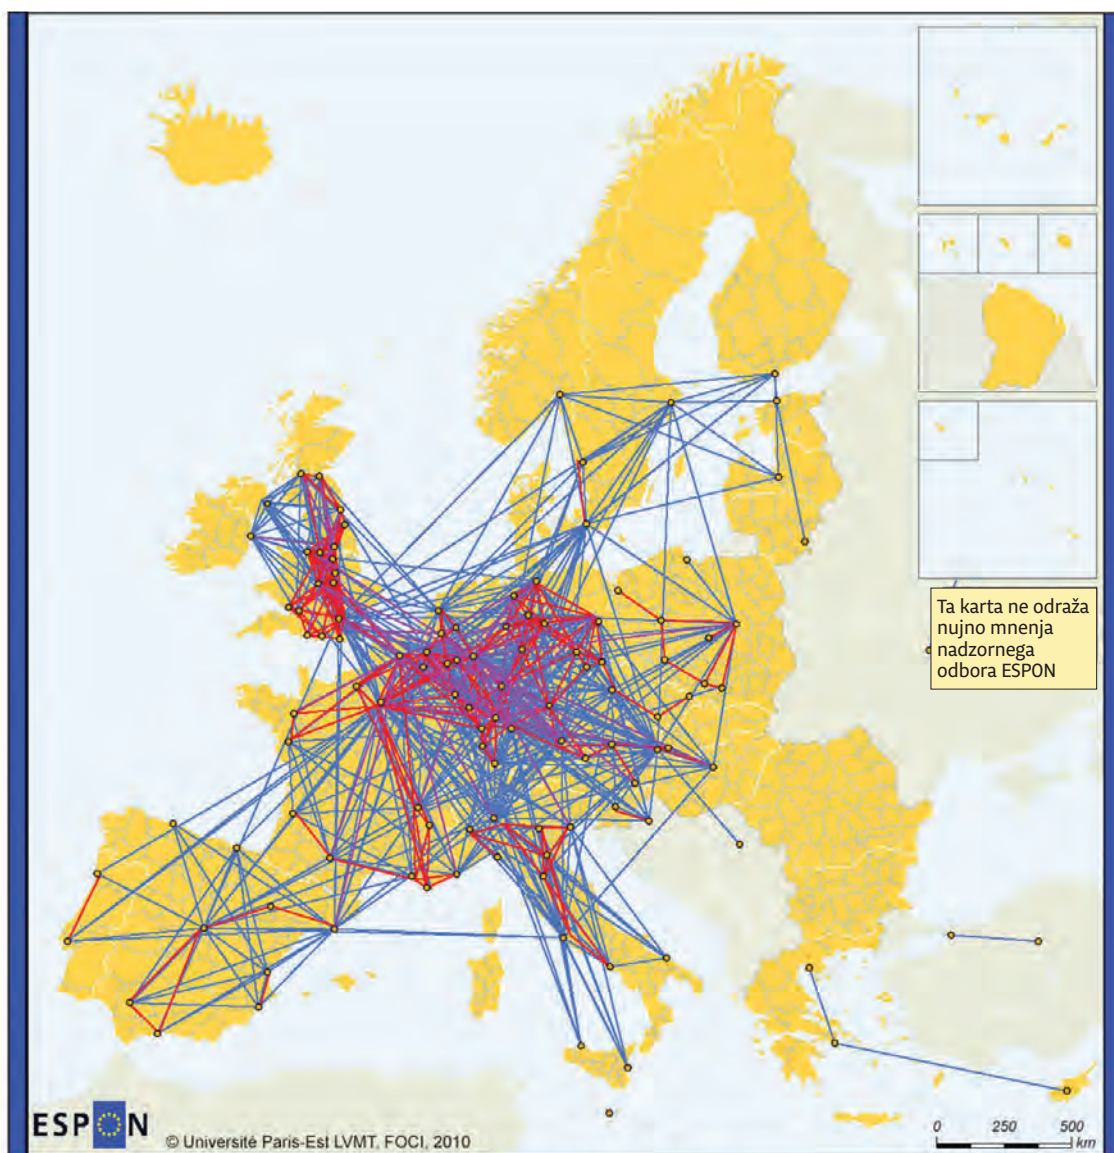 Ta karta ne odraža
nujno mnenja
nadzornega
odbora ESPON
ESPON
© Université Paris-Est LVMT, FOCI, 2010
0 250 500
km